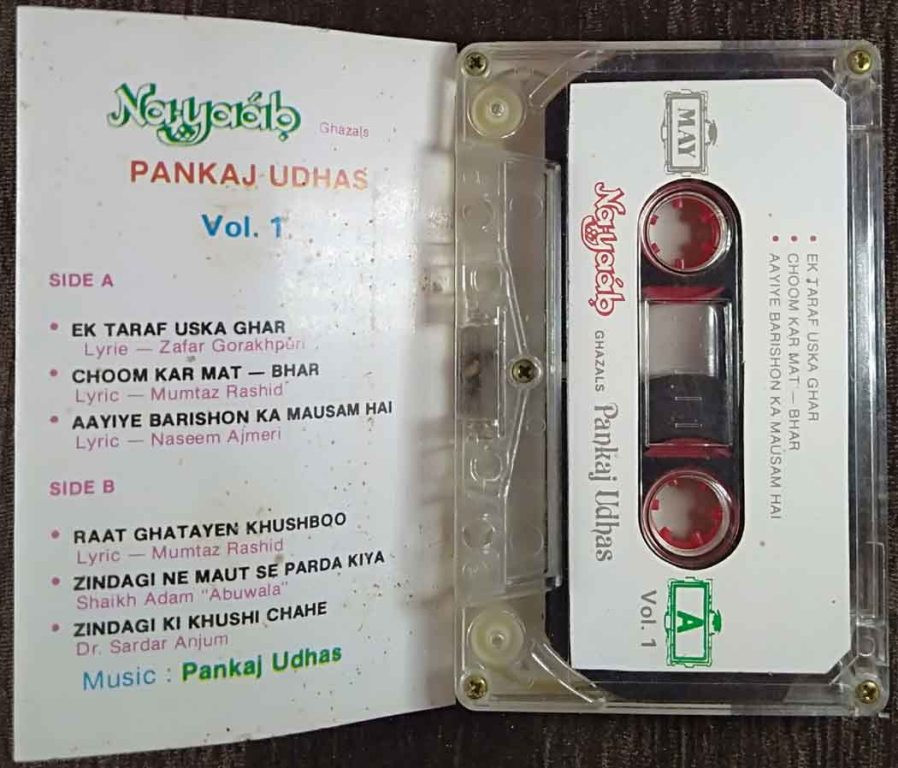 Nayaab
Ghazals
PANKAJ UDHAS
Vol. 1
SIDE A
• EK TARAF USKA GHAR
Lyrie — Zafar Gorakhpuri
• CHOOM KAR MAT — BHAR
Lyric — Mumtaz Rashid
• AAYIYE BARISHON KA MAUSAM HAI
Lyric — Naseem Ajmeri
SIDE B
• RAAT GHATAYEN KHUSHBOO
Lyric — Mumtaz Rashid
• ZINDAGI NE MAUT SE PARDA KIYA
Shaikh Adam "Abuwala"
• ZINDAGI KI KHUSHI CHAHE
Dr. Sardar Anjum
Music : Pankaj Udhas
• EK TARAF USKA GHAR
• CHOOM KAR MAT — BHAR
• AAYIYE BARISHON KA MAUSAM HAI
MAY
A
Nayaab
GHAZALS
Pankaj Udhas
Vol. 1